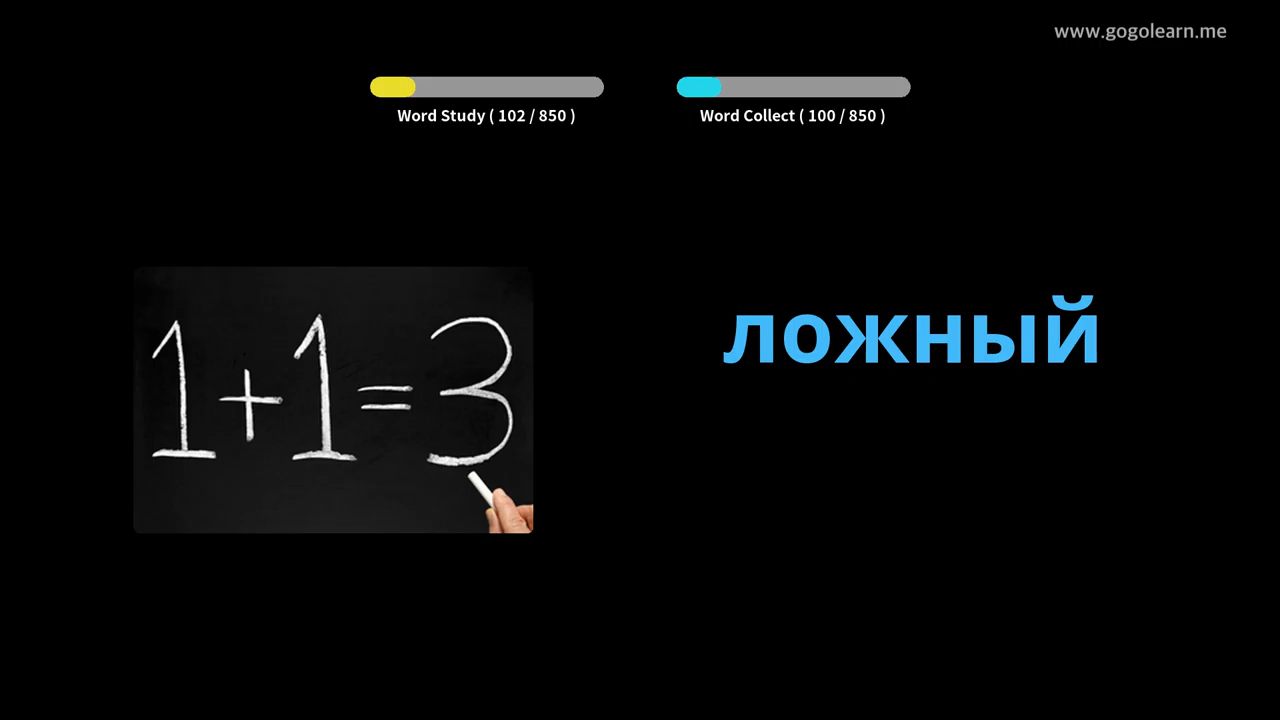 www.gogolearn.me
Word Study ( 102 / 850 )
Word Collect ( 100 / 850 )
1+1=3
ложный